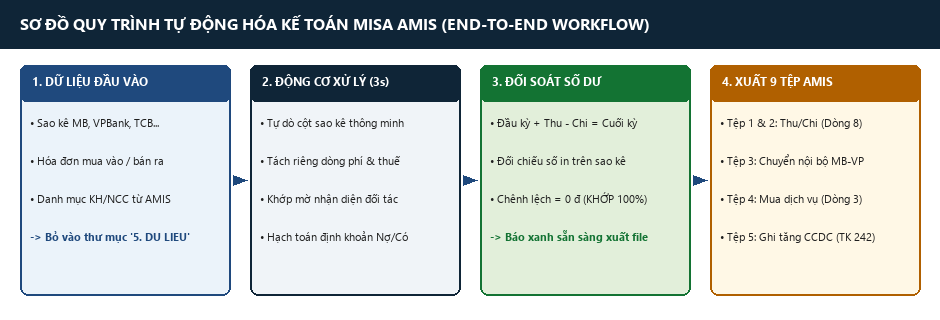 SƠ ĐỒ QUY TRÌNH TỰ ĐỘNG HÓA KẾ TOÁN MISA AMIS (END-TO-END WORKFLOW)
1. DỮ LIỆU ĐẦU VÀO
• Sao kê MB, VPBank, TCB...
• Hóa đơn mua vào / bán ra
• Danh mục KH/NCC từ AMIS
-> Bỏ vào thư mục '5. DU LIEU'
2. ĐỘNG CƠ XỬ LÝ (3s)
• Tự dò cột sao kê thông minh
• Tách riêng dòng phí & thuế
• Khớp mờ nhận diện đối tác
• Hạch toán định khoản Nợ/Có
3. ĐỐI SOÁT SỐ DƯ
• Đầu kỳ + Thu - Chi = Cuối kỳ
• Đối chiếu số in trên sao kê
• Chênh lệch = 0 đ (KHỚP 100%)
-> Báo xanh sẵn sàng xuất file
4. XUẤT 9 TỆP AMIS
• Tệp 1 & 2: Thu/Chi (Dòng 8)
• Tệp 3: Chuyển nội bộ MB-VP
• Tệp 4: Mua dịch vụ (Dòng 3)
• Tệp 5: Ghi tăng CCDC (TK 242)